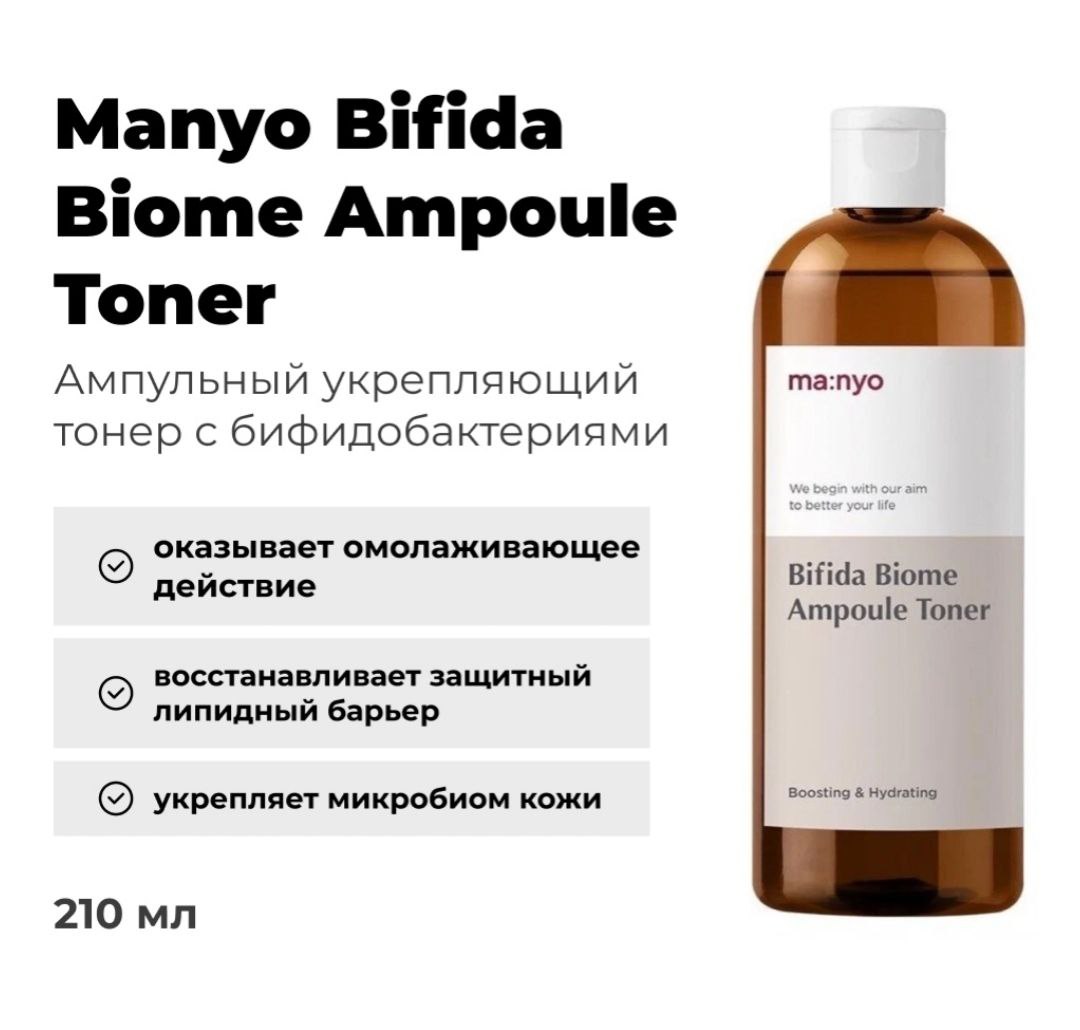 Manyo Bifida
Biome Ampoule
Toner
Ампульный укрепляющий
тонер с бифидобактериями
оказывает омолаживающее
действие
восстанавливает защитный
липидный барьер
укрепляет микробиом кожи
210 мл
ma:nyo
We begin with our aim
to better your life
Bifida Biome
Ampoule Toner
Boosting & Hydrating